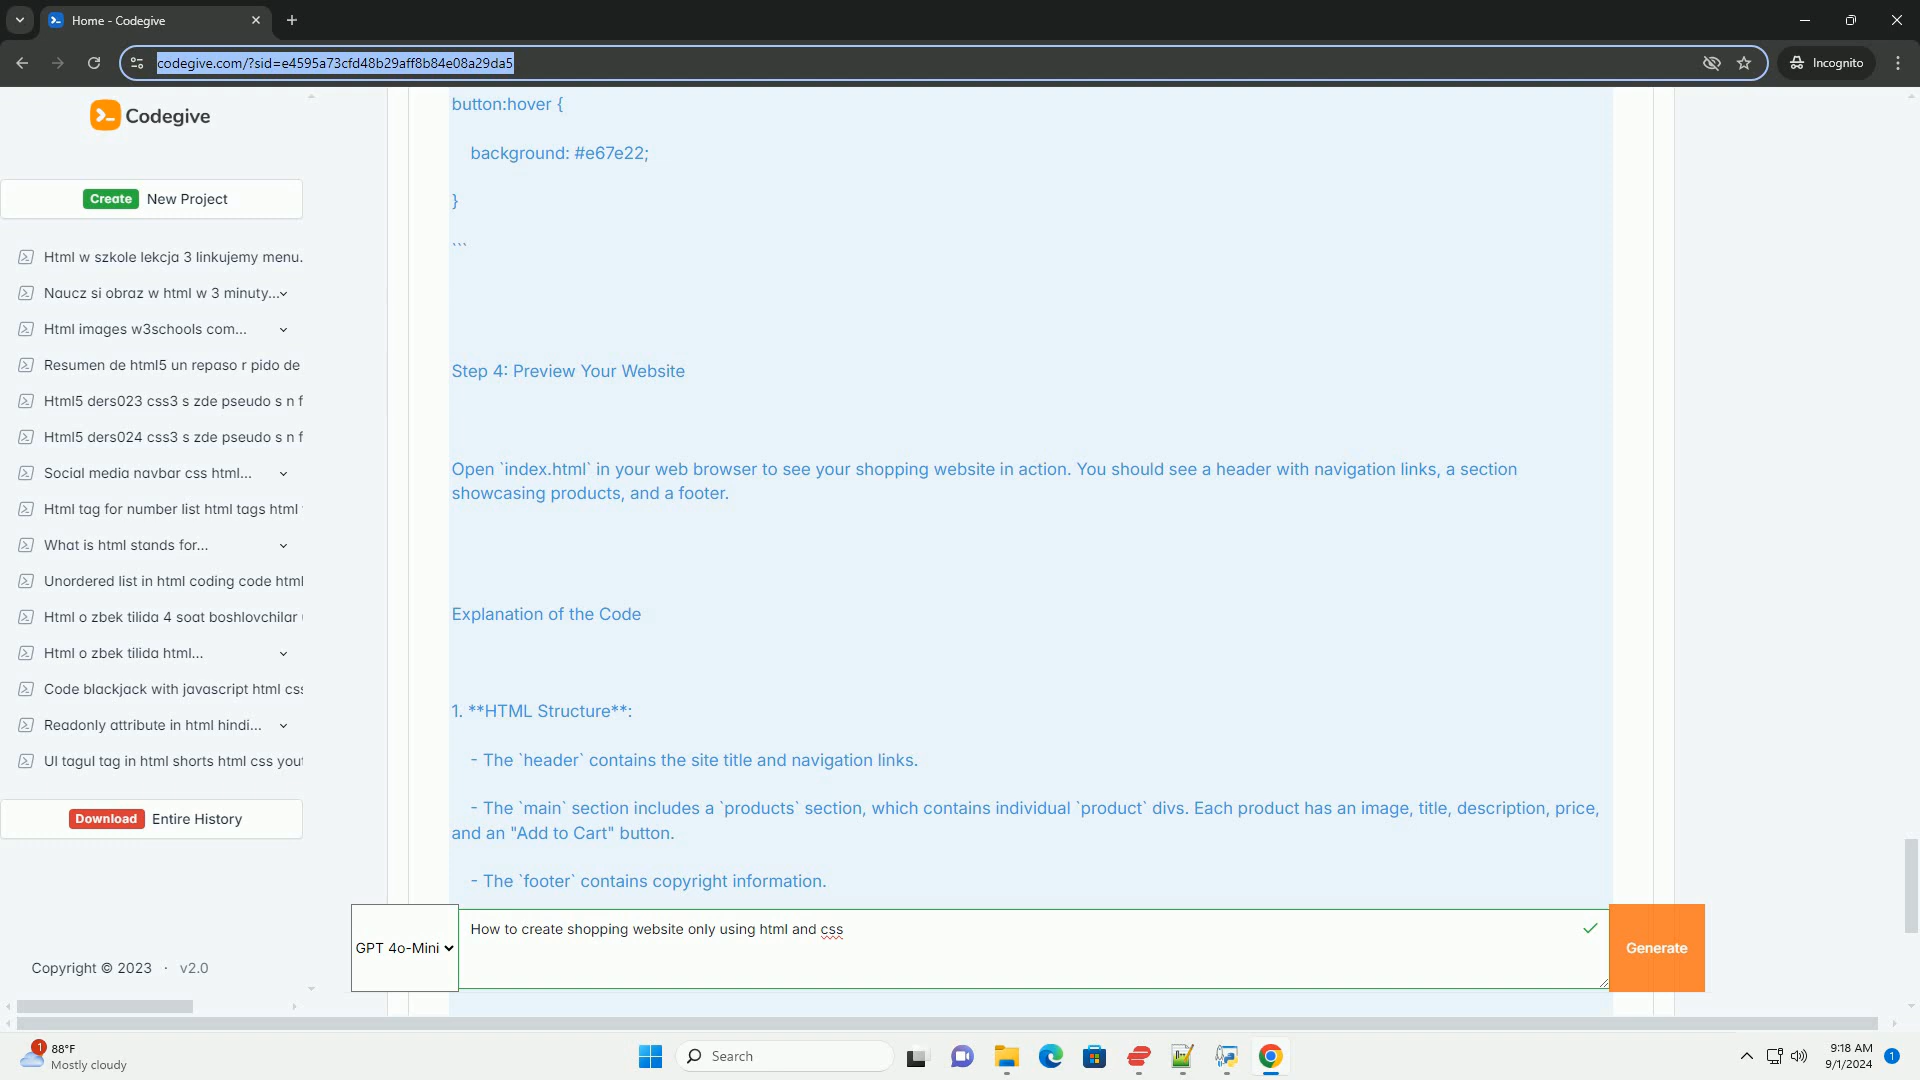 Home - Codegive
codegive.com/?sid=e4595a73cfd48b29aff8b84e08a29da5
Incognito
Codegive
Create New Project
Html w szkole lekcja 3 linkujemy menu.
Naucz si obraz w html w 3 minuty...
Html images w3schools com...
Resumen de html5 un repaso r pido de
Html5 ders023 css3 s zde pseudo s n f
Html5 ders024 css3 s zde pseudo s n f
Social media navbar css html...
Html tag for number list html tags html
What is html stands for...
Unordered list in html coding code html
Html o zbek tilida 4 soat boshlovchilar
Html o zbek tilida html...
Code blackjack with javascript html css
Readonly attribute in html hindi...
Ul tagul tag in html shorts html css yout
Download Entire History
Copyright © 2023 · v2.0
button:hover {
background: #e67e22;
}
```
Step 4: Preview Your Website
Open `index.html` in your web browser to see your shopping website in action. You should see a header with navigation links, a section
showcasing products, and a footer.
Explanation of the Code
1. **HTML Structure**:
- The `header` contains the site title and navigation links.
- The `main` section includes a `products` section, which contains individual `product` divs. Each product has an image, title, description, price,
and an "Add to Cart" button.
- The `footer` contains copyright information.
GPT 4o-Mini
How to create shopping website only using html and css
Generate
1
88°F
Mostly cloudy
Search
9:18 AM
9/1/2024
1